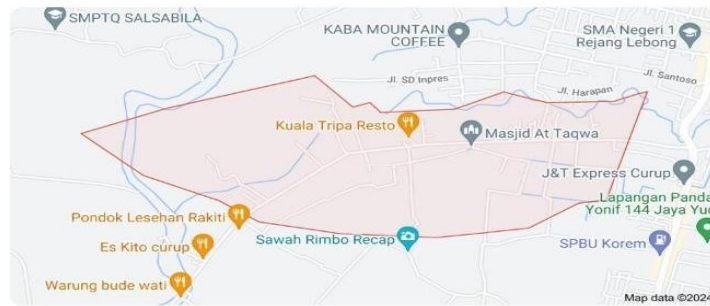 SMPTQ SALSABILA
KABA MOUNTAIN
COFFEE
SMA Negeri 1
Rejang Lebong
Jl. SD Inpres
Jl. Santoso
Jl. Harapan
Kuala Tripa Resto
Masjid At Taqwa
J&T Express Curup
Lapangan Panda
Yonif 144 Jaya Yu
Pondok Lesehan Rakiti
Es Kito curup
Sawah Rimbo Recap
SPBU Korem
Warung bude wati
Map data ©2024